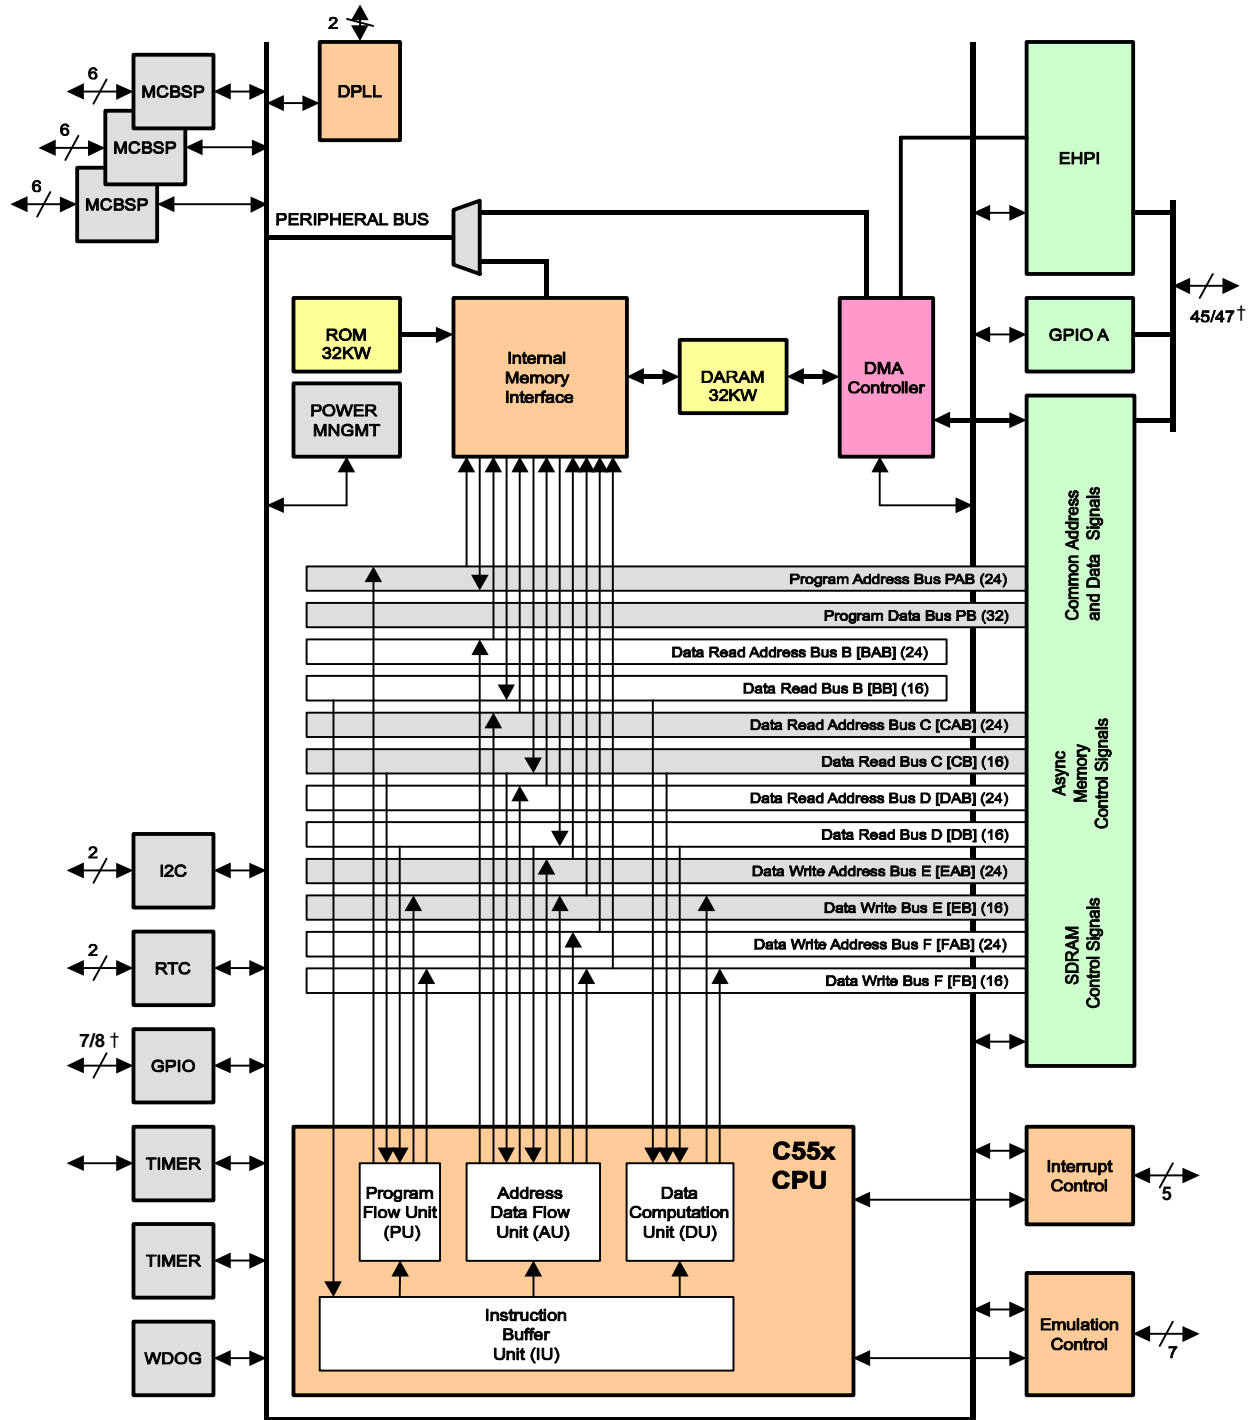 2
6
MCBSP
DPLL
6
MCBSP
EHPI
6
MCBSP
PERIPHERAL BUS
45/47†
ROM
32KW
Internal
Memory
Interface
DARAM
32KW
DMA
Controller
GPIO A
POWER
MNGMT
Common Address
and Data Signals
Program Address Bus PAB (24)
Program Data Bus PB (32)
Data Read Address Bus B [BAB] (24)
Data Read Bus B [BB] (16)
Data Read Address Bus C [CAB] (24)
Data Read Bus C [CB] (16)
Data Read Address Bus D [DAB] (24)
Data Read Bus D [DB] (16)
Data Write Address Bus E [EAB] (24)
Data Write Bus E [EB] (16)
Data Write Address Bus F [FAB] (24)
Data Write Bus F [FB] (16)
Async
Memory
Control Signals
SDRAM
Control Signals
2
I2C
2
RTC
7/8 †
GPIO
TIMER
TIMER
WDOG
C55x
CPU
Program
Flow Unit
(PU)
Address
Data Flow
Unit (AU)
Data
Computation
Unit (DU)
Instruction
Buffer
Unit (IU)
Interrupt
Control
5
Emulation
Control
7